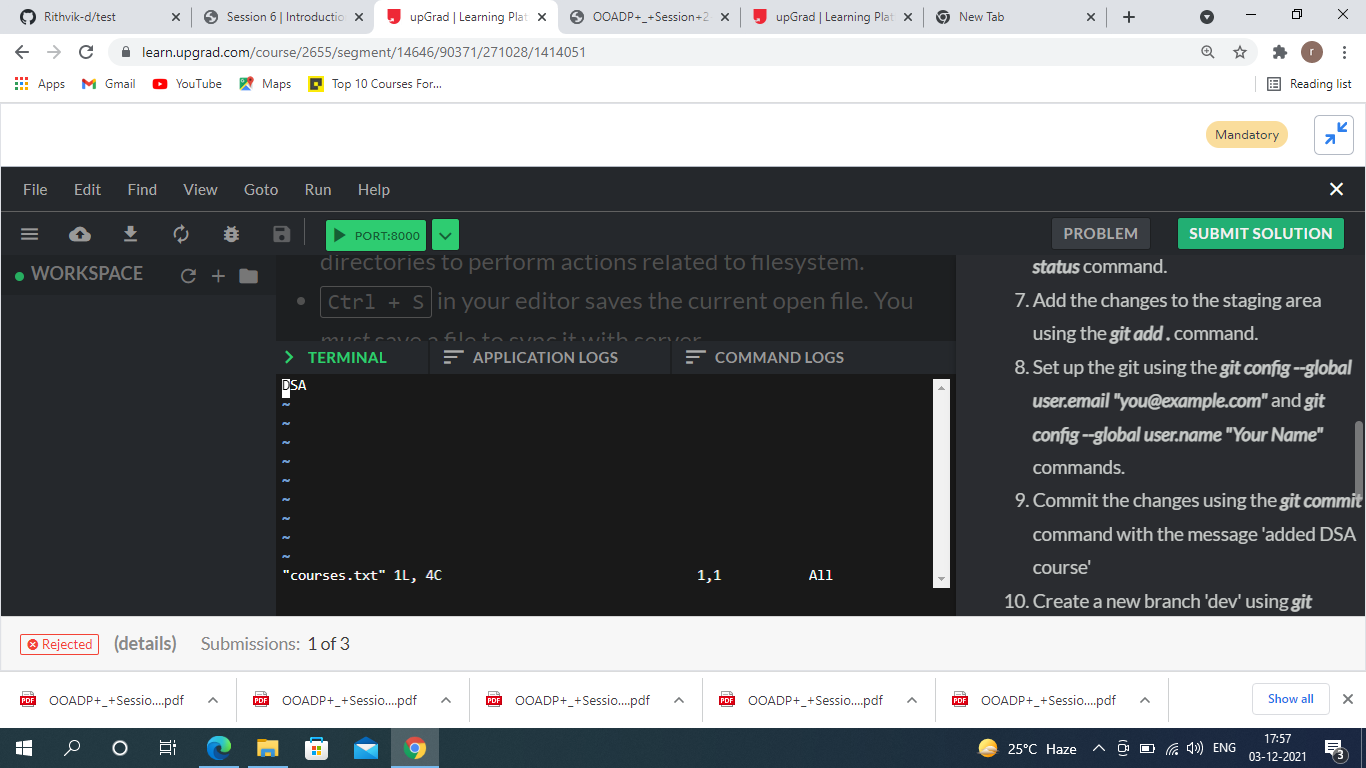 Rithvik-d/test
Session 6 | Introductio
upGrad | Learning Plat
OOADP+_+Session+2
upGrad | Learning Plat
New Tab
learn.upgrad.com/course/2655/segment/14646/90371/271028/1414051
r
Apps
Gmail
YouTube
Maps
Top 10 Courses For...
Reading list
Mandatory
File Edit Find View Goto Run Help
PORT:8000
PROBLEM
SUBMIT SOLUTION
WORKSPACE
directories to perform actions related to filesystem.
Ctrl + S in your editor saves the current open file. You
must save a file to sync it with server.
TERMINAL
APPLICATION LOGS
COMMAND LOGS
DSA
~
~
~
~
~
~
~
~
~
"courses.txt" 1L, 4C 1,1 All
status command.
7. Add the changes to the staging area
using the git add . command.
8. Set up the git using the git config --global
user.email "you@example.com" and git
config --global user.name "Your Name"
commands.
9. Commit the changes using the git commit
command with the message 'added DSA
course'
10. Create a new branch 'dev' using git
Rejected (details) Submissions: 1 of 3
PDF OOADP+_+Sessio....pdf
PDF OOADP+_+Sessio....pdf
PDF OOADP+_+Sessio....pdf
PDF OOADP+_+Sessio....pdf
PDF OOADP+_+Sessio....pdf
Show all
25°C Haze
ENG
17:57
03-12-2021
3